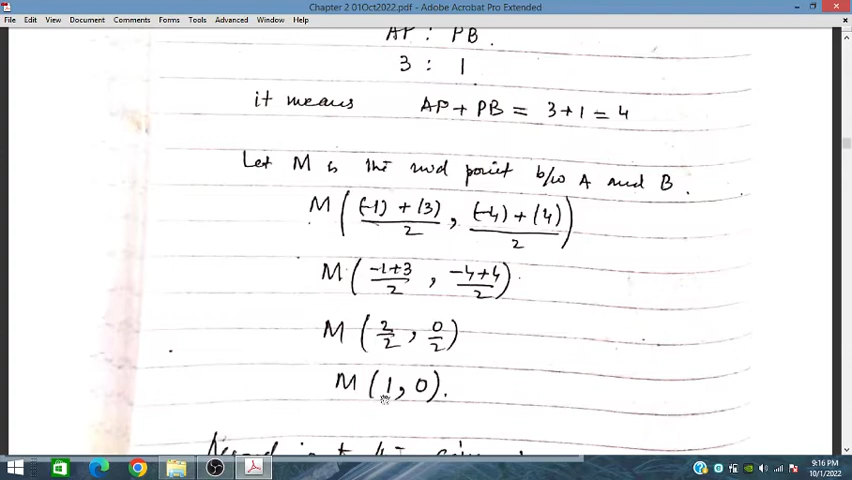 Chapter 2 01Oct2022.pdf - Adobe Acrobat Pro Extended
File Edit View Document Comments Forms Tools Advanced Window Help
AP : PB.
3 : 1
it means AP + PB = 3+1 = 4
Let M is the mid point b/w A and B.
M ( (-1) + (3) / 2 , (-4) + (4) / 2 )
M ( -1+3 / 2 , -4+4 / 2 )
M ( 2/2 , 0/2 )
M (1, 0).
9:16 PM
10/1/2022